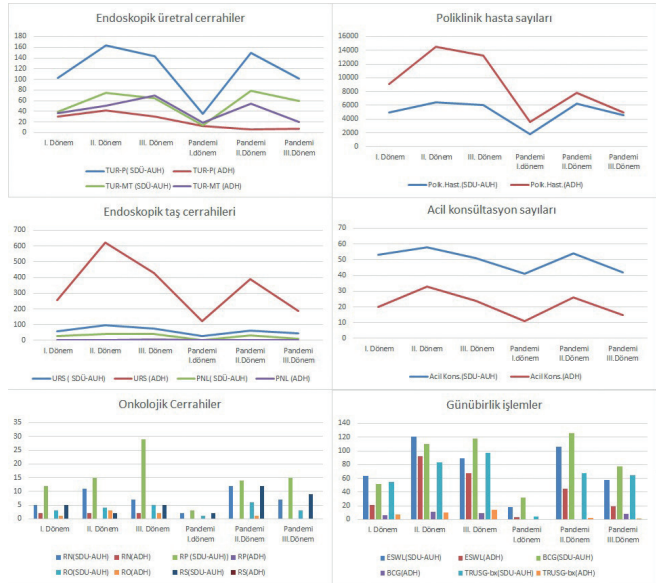 Endoskopik üretral cerrahiler
180
160
140
120
100
80
60
40
20
0
I. Dönem II. Dönem III. Dönem Pandemi I.dönem Pandemi II.Dönem Pandemi III.Dönem
TUR-P( SDÜ-AUH) TUR-P( ADH)
TUR-MT (SDÜ-AUH) TUR-MT (ADH)
Poliklinik hasta sayıları
16000
14000
12000
10000
8000
6000
4000
2000
0
I. Dönem II. Dönem III. Dönem Pandemi I.dönem Pandemi II.Dönem Pandemi III.Dönem
Polk.Hast.(SDU-AUH) Polk.Hast.(ADH)
Endoskopik taş cerrahileri
700
600
500
400
300
200
100
0
I. Dönem II. Dönem III. Dönem Pandemi I.dönem Pandemi II.Dönem Pandemi III.Dönem
URS ( SDÜ-AUH) URS (ADH) PNL( SDÜ-AUH) PNL (ADH)
Acil konsültasyon sayıları
70
60
50
40
30
20
10
0
I. Dönem II. Dönem III. Dönem Pandemi I.dönem Pandemi II.Dönem Pandemi III.Dönem
Acil Kons.(SDU-AUH) Acil Kons.(ADH)
Onkolojik Cerrahiler
35
30
25
20
15
10
5
0
I. Dönem II. Dönem III. Dönem Pandemi I.dönem Pandemi II.Dönem Pandemi III.Dönem
RN(SDU-AUH) RN(ADH) RP (SDU-AUH)) RP(ADH)
RO(SDU-AUH) RO(ADH) RS(SDU-AUH) RS(ADH)
Günübirlik işlemler
140
120
100
80
60
40
20
0
I. Dönem II. Dönem III. Dönem Pandemi I.dönem Pandemi II.Dönem Pandemi III.Dönem
ESWL(SDU-AUH) ESWL(ADH) BCG(SDU-AUH)
BCG(ADH) TRUSG-bx(SDU-AUH) TRUSG-bx(ADH)